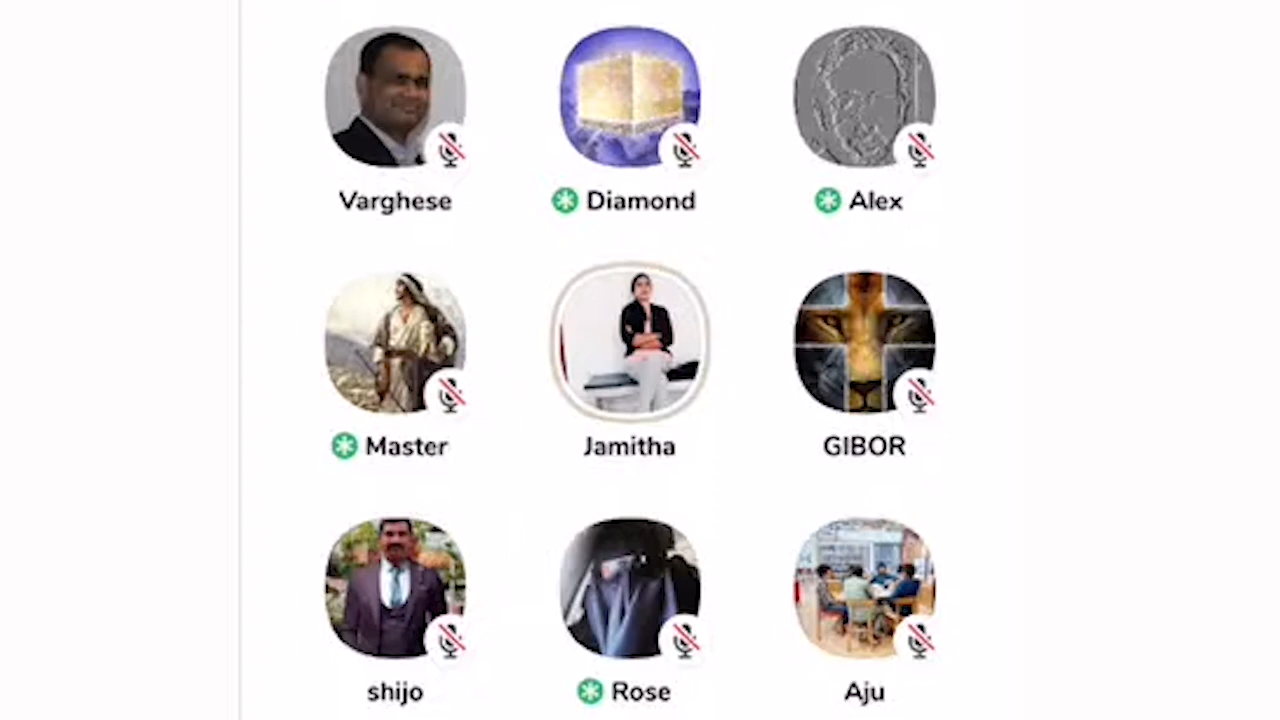 Varghese
Diamond
Alex
Master
Jamitha
GIBOR
shijo
Rose
Aju